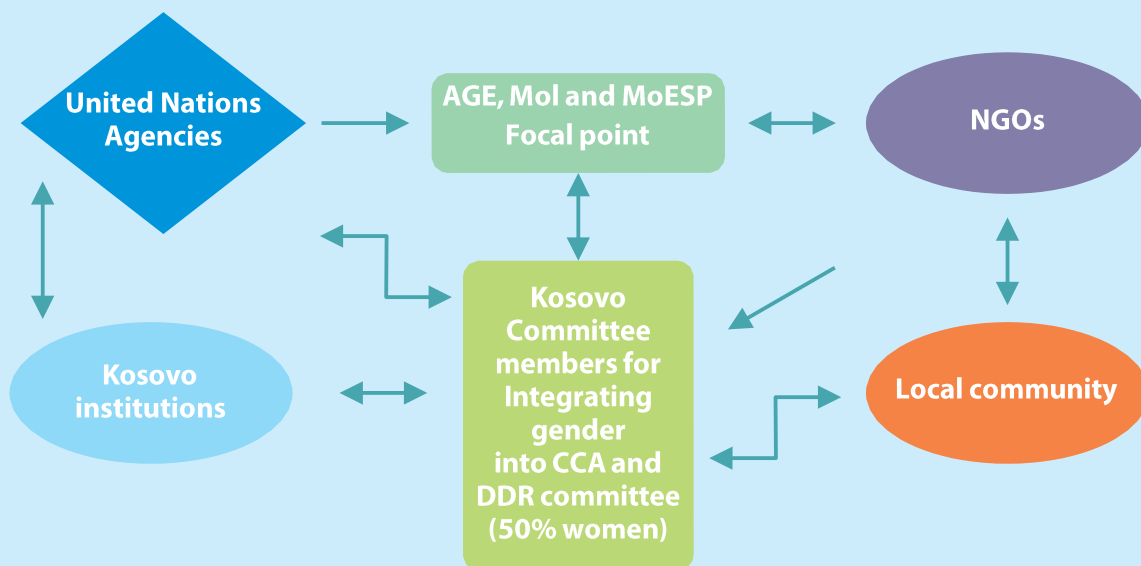 United Nations
Agencies
AGE, MoI and MoESP
Focal point
NGOs
Kosovo
institutions
Kosovo
Committee
members for
Integrating
gender
into CCA and
DDR committee
(50% women)
Local community